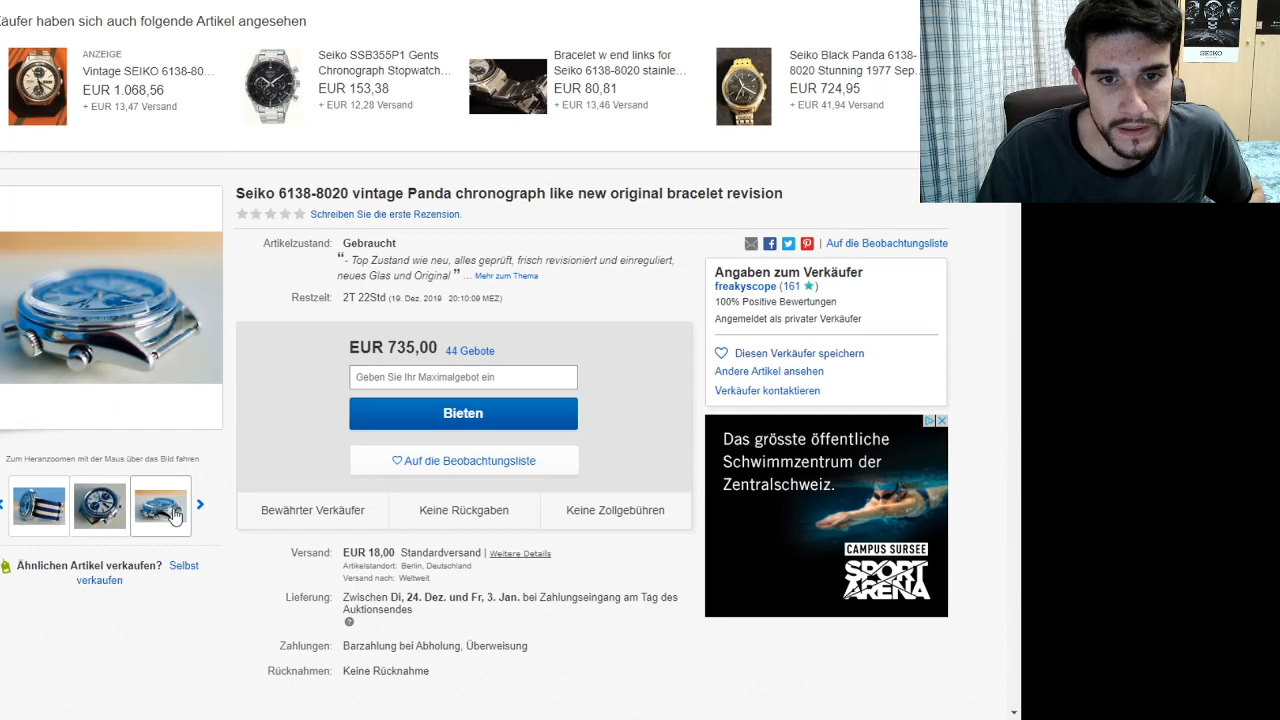 Käufer haben sich auch folgende Artikel angesehen
ANZEIGE
Vintage SEIKO 6138-80...
EUR 1.068,56
+ EUR 13,47 Versand
Seiko SSB355P1 Gents
Chronograph Stopwatch...
EUR 153,38
+ EUR 12,28 Versand
Bracelet w end links for
Seiko 6138-8020 stainle...
EUR 80,81
+ EUR 13,46 Versand
Seiko Black Panda 6138-
8020 Stunning 1977 Sep...
EUR 724,95
+ EUR 41,94 Versand
SEIKO
Seiko 6138-8020 vintage Panda chronograph like new original bracelet revision
Schreiben Sie die erste Rezension.
Artikelzustand: Gebraucht
“- Top Zustand wie neu, alles geprüft, frisch revisioniert und einreguliert,
neues Glas und Original ” ... Mehr zum Thema
Restzeit: 2T 22Std (19. Dez. 2019 20:10:09 MEZ)
EUR 735,00 44 Gebote
Geben Sie Ihr Maximalgebot ein
Bieten
Auf die Beobachtungsliste
Bewährter Verkäufer Keine Rückgaben Keine Zollgebühren
Versand: EUR 18,00 Standardversand | Weitere Details
Artikelstandort: Berlin, Deutschland
Versand nach: Weltweit
Lieferung: Zwischen Di, 24. Dez. und Fr, 3. Jan. bei Zahlungseingang am Tag des
Auktionsendes
Zahlungen: Barzahlung bei Abholung, Überweisung
Rücknahmen: Keine Rücknahme
| Auf die Beobachtungsliste
Angaben zum Verkäufer
freakyscope (161 )
100% Positive Bewertungen
Angemeldet als privater Verkäufer
Diesen Verkäufer speichern
Andere Artikel ansehen
Verkäufer kontaktieren
Das grösste öffentliche
Schwimmzentrum der
Zentralschweiz.
CAMPUS SURSEE
SPORT
ARENA
Zum Heranzoomen mit der Maus über das Bild fahren
Ähnlichen Artikel verkaufen? Selbst
verkaufen